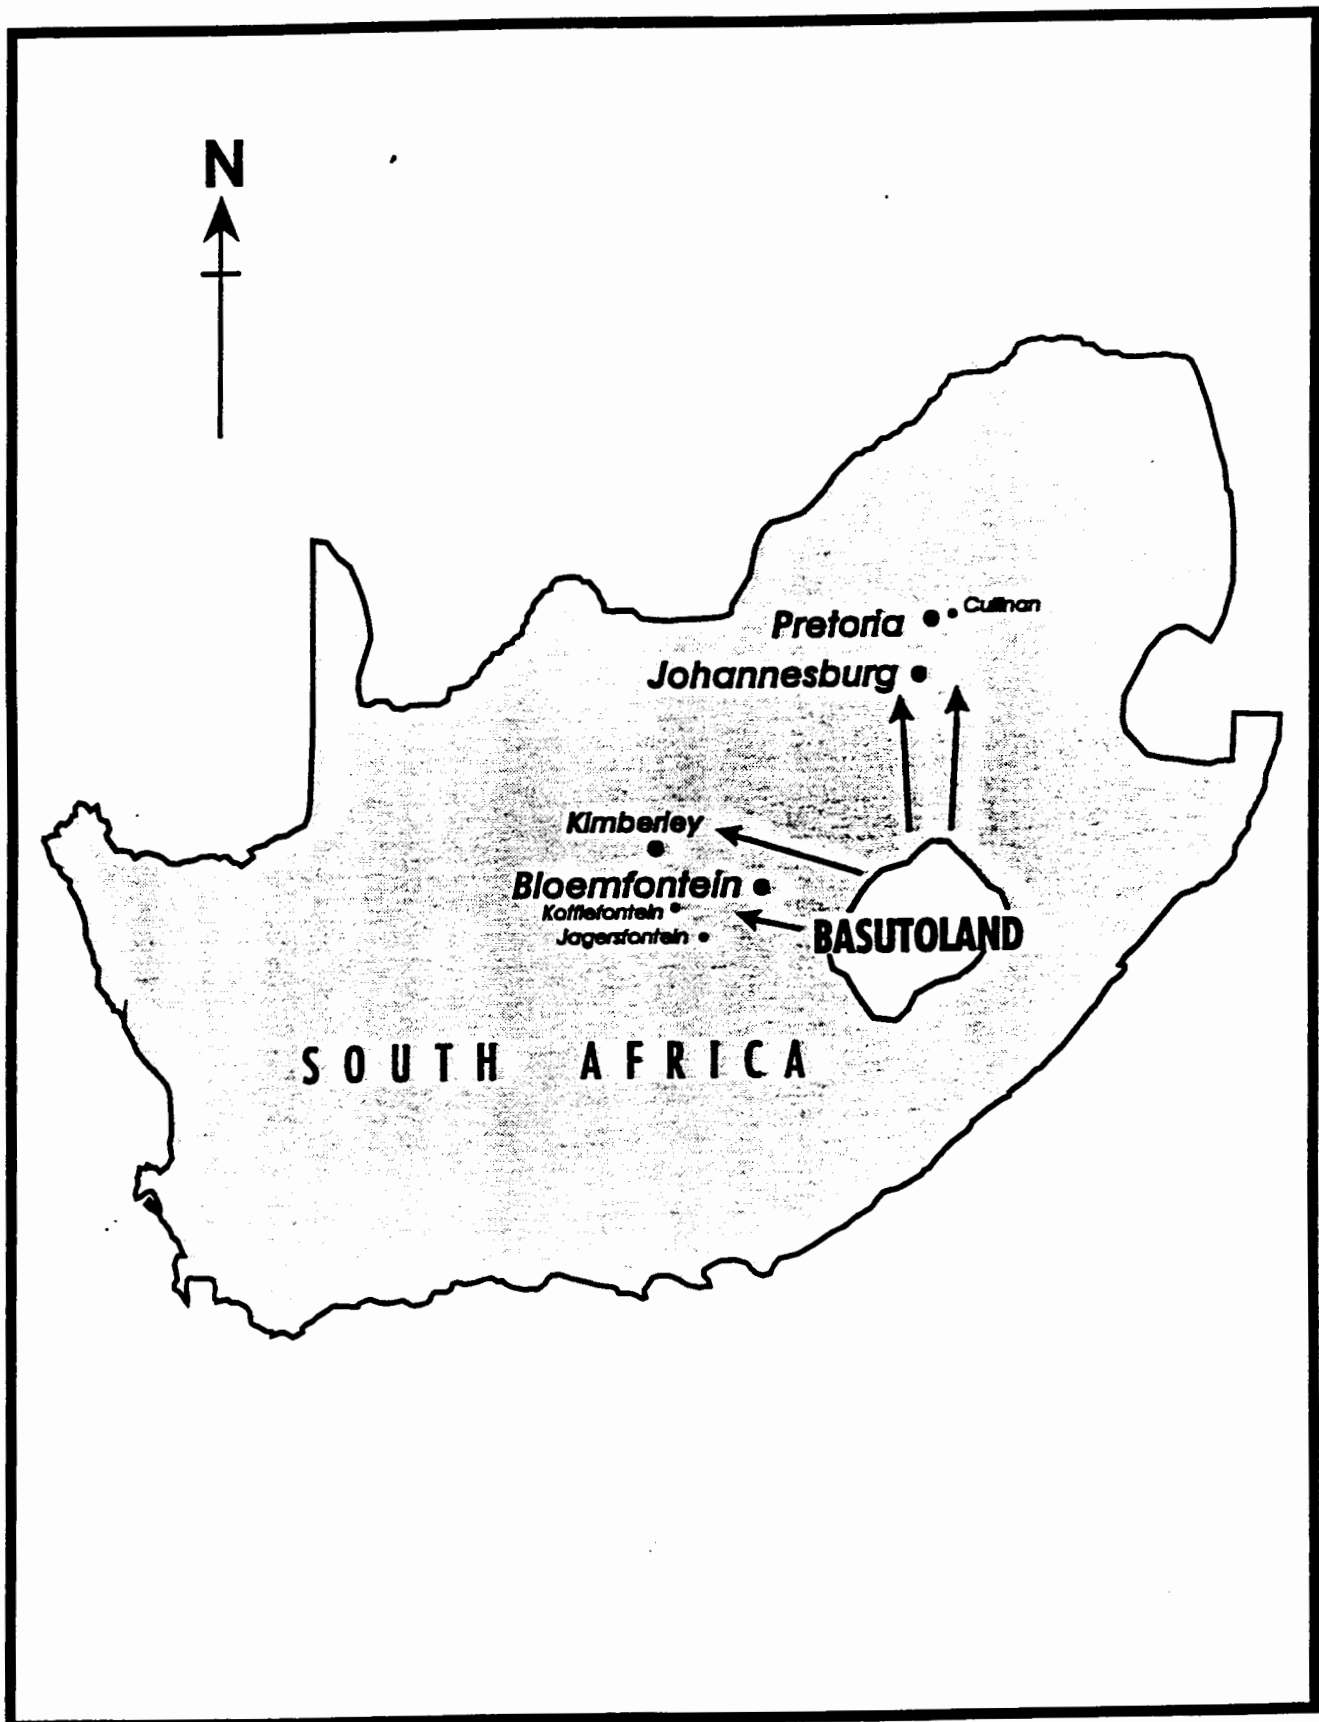 N
Pretoria
Cullinan
Johannesburg
Kimberley
Bloemfontein
Koffiefontein
Jagersfontein
BASUTOLAND
SOUTH AFRICA